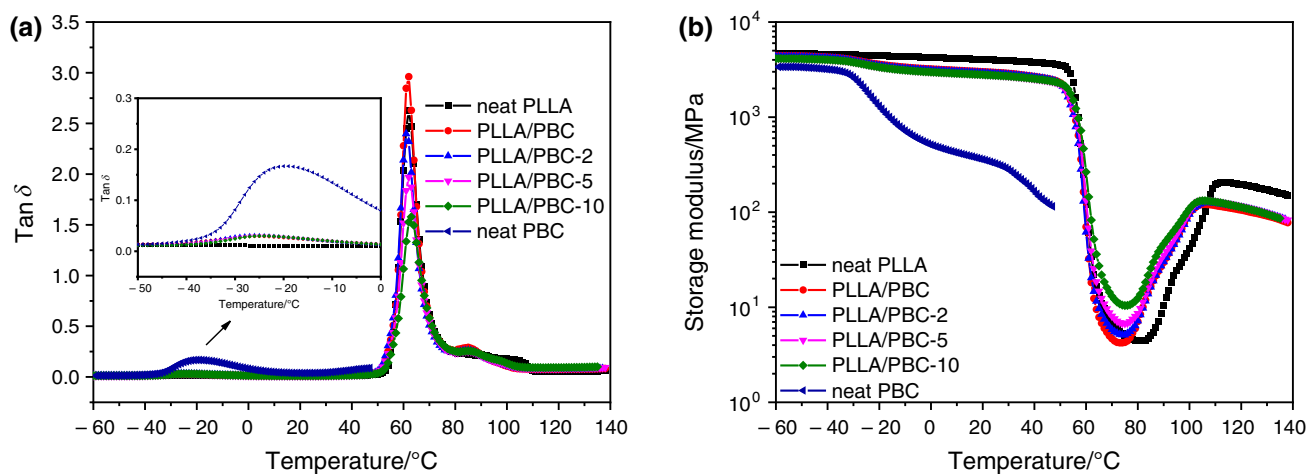 (a)
3.5
3.0
2.5
2.0
1.5
1.0
0.5
0.0
Tan δ
−60 −40 −20 0 20 40 60 80 100 120 140
Temperature/°C
neat PLLA
PLLA/PBC
PLLA/PBC-2
PLLA/PBC-5
PLLA/PBC-10
neat PBC
0.3
0.2
0.1
0.0
Tan δ
−50 −40 −30 −20 −10 0
Temperature/°C
(b)
10⁴
10³
10²
10¹
10⁰
Storage modulus/MPa
neat PLLA
PLLA/PBC
PLLA/PBC-2
PLLA/PBC-5
PLLA/PBC-10
neat PBC
−60 −40 −20 0 20 40 60 80 100 120 140
Temperature/°C